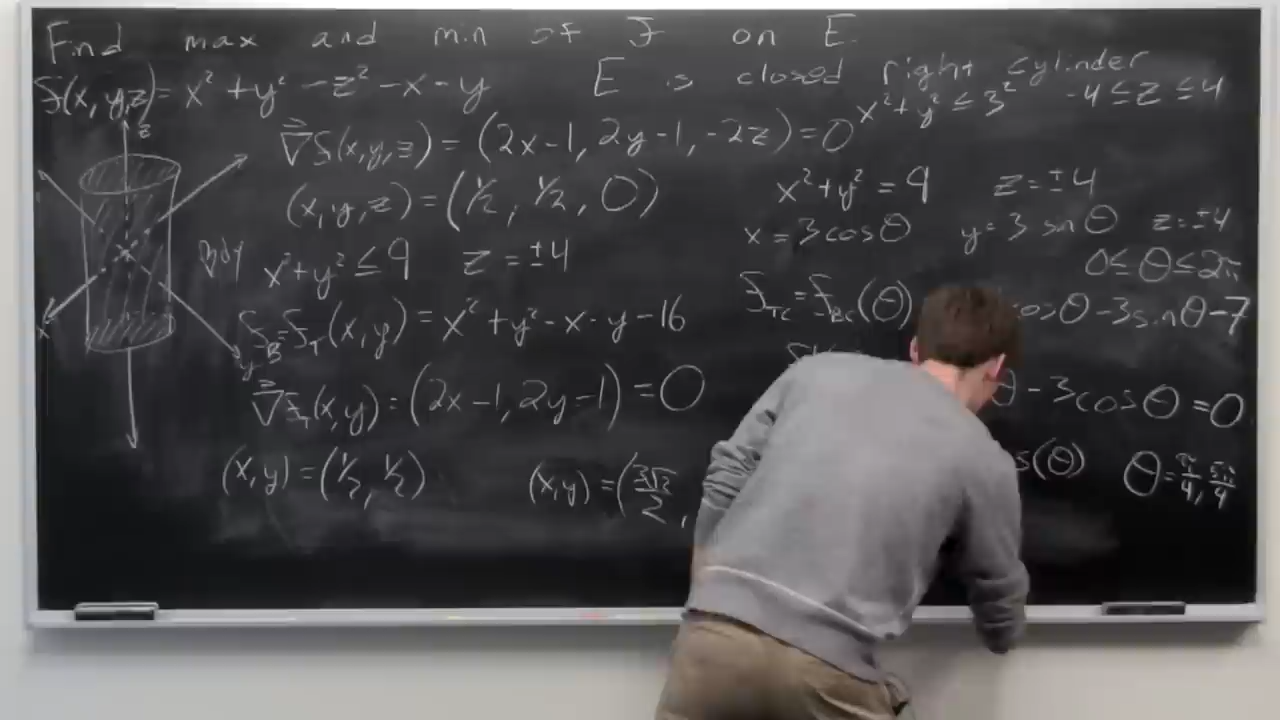 Find max and min of f on E.
f(x, y, z) = x² + y² - z² - x - y
E is closed right cylinder
x² + y² ≤ 3² -4 ≤ z ≤ 4
z
∇f(x, y, z) = (2x-1, 2y-1, -2z) = 0
(x, y, z) = (1/2, 1/2, 0)
x
y
BDY x² + y² ≤ 9 z = ±4
f_B = f_T(x, y) = x² + y² - x - y - 16
∇f_T(x, y) = (2x-1, 2y-1) = 0
(x, y) = (1/2, 1/2)
x² + y² = 9 z = ±4
x = 3cosθ y = 3 sinθ z = ±4
0 ≤ θ ≤ 2π
f_TC = f_BC(θ) cosθ - 3sinθ - 7
θ - 3cosθ = 0
s(θ) θ = π/4, 5π/4
(x, y) = (3√2/2,